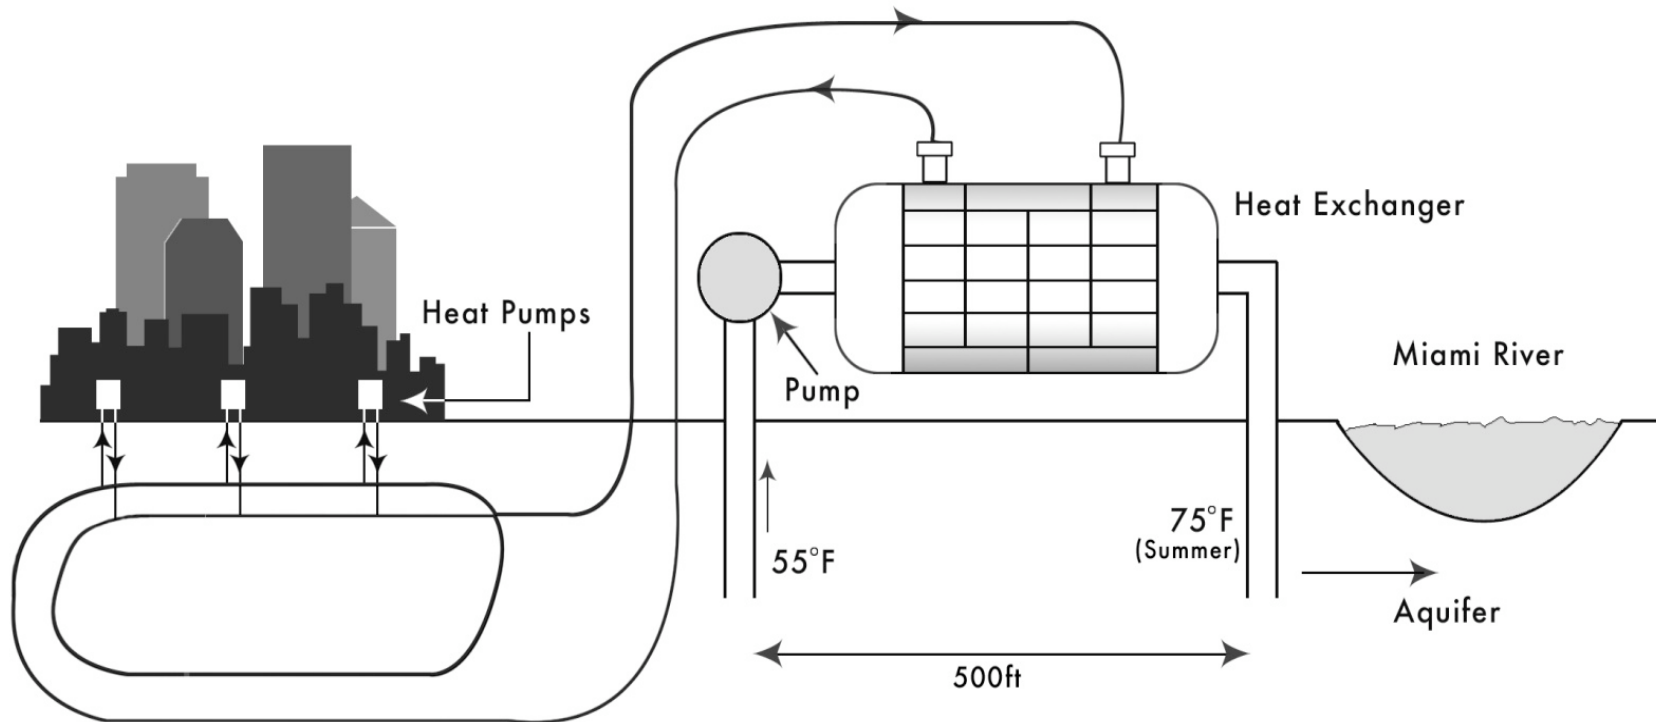 Heat Exchanger
Heat Pumps
Miami River
Pump
75°F
(Summer)
55°F
Aquifer
500ft